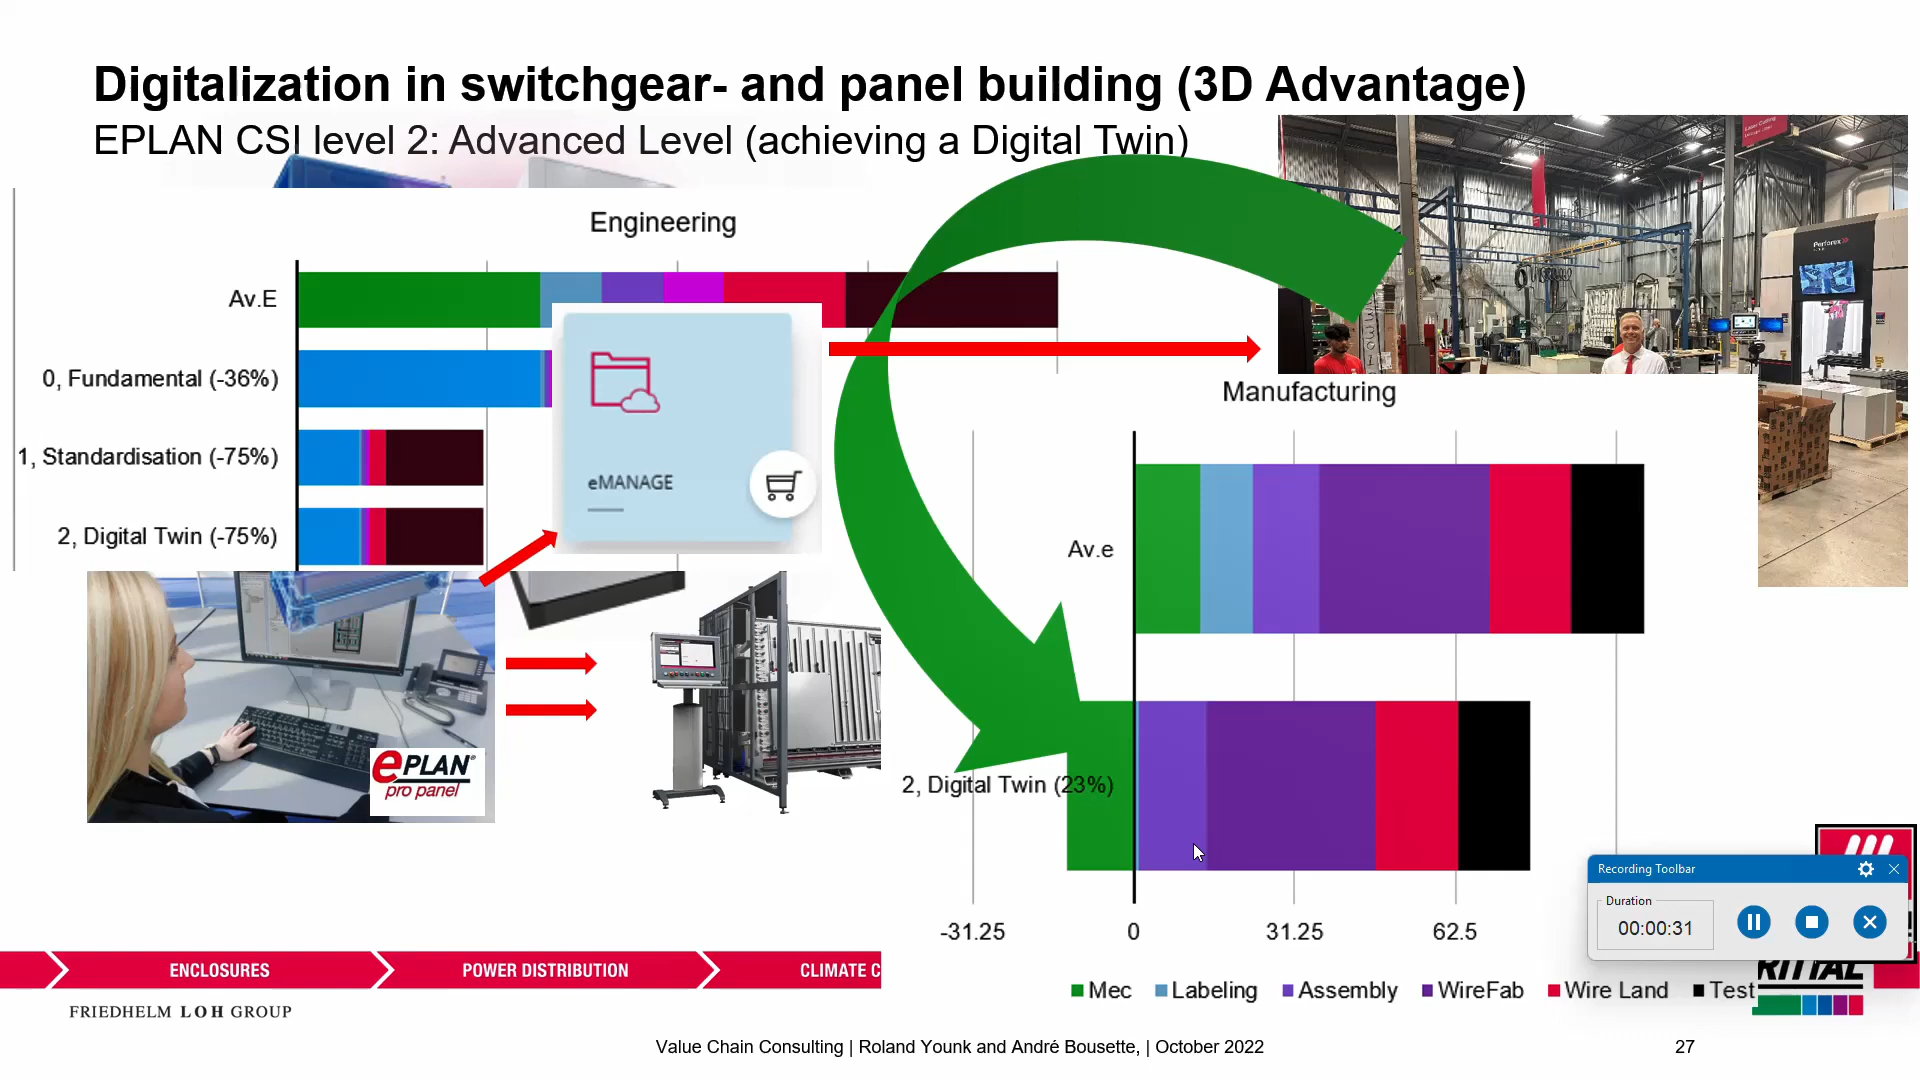 Digitalization in switchgear- and panel building (3D Advantage)
EPLAN CSI level 2: Advanced Level (achieving a Digital Twin)
Engineering
Av.E
0, Fundamental (-36%)
1, Standardisation (-75%)
2, Digital Twin (-75%)
eMANAGE
Perforex
Manufacturing
Av.e
2, Digital Twin (23%)
-31.25 0 31.25 62.5
Mec Labeling Assembly WireFab Wire Land Test
ePLAN®
pro panel
Recording Toolbar
Duration
00:00:31
ENCLOSURES POWER DISTRIBUTION CLIMATE C
RITTAL
FRIEDHELM LOH GROUP
Value Chain Consulting | Roland Younk and André Bousette, | October 2022
27